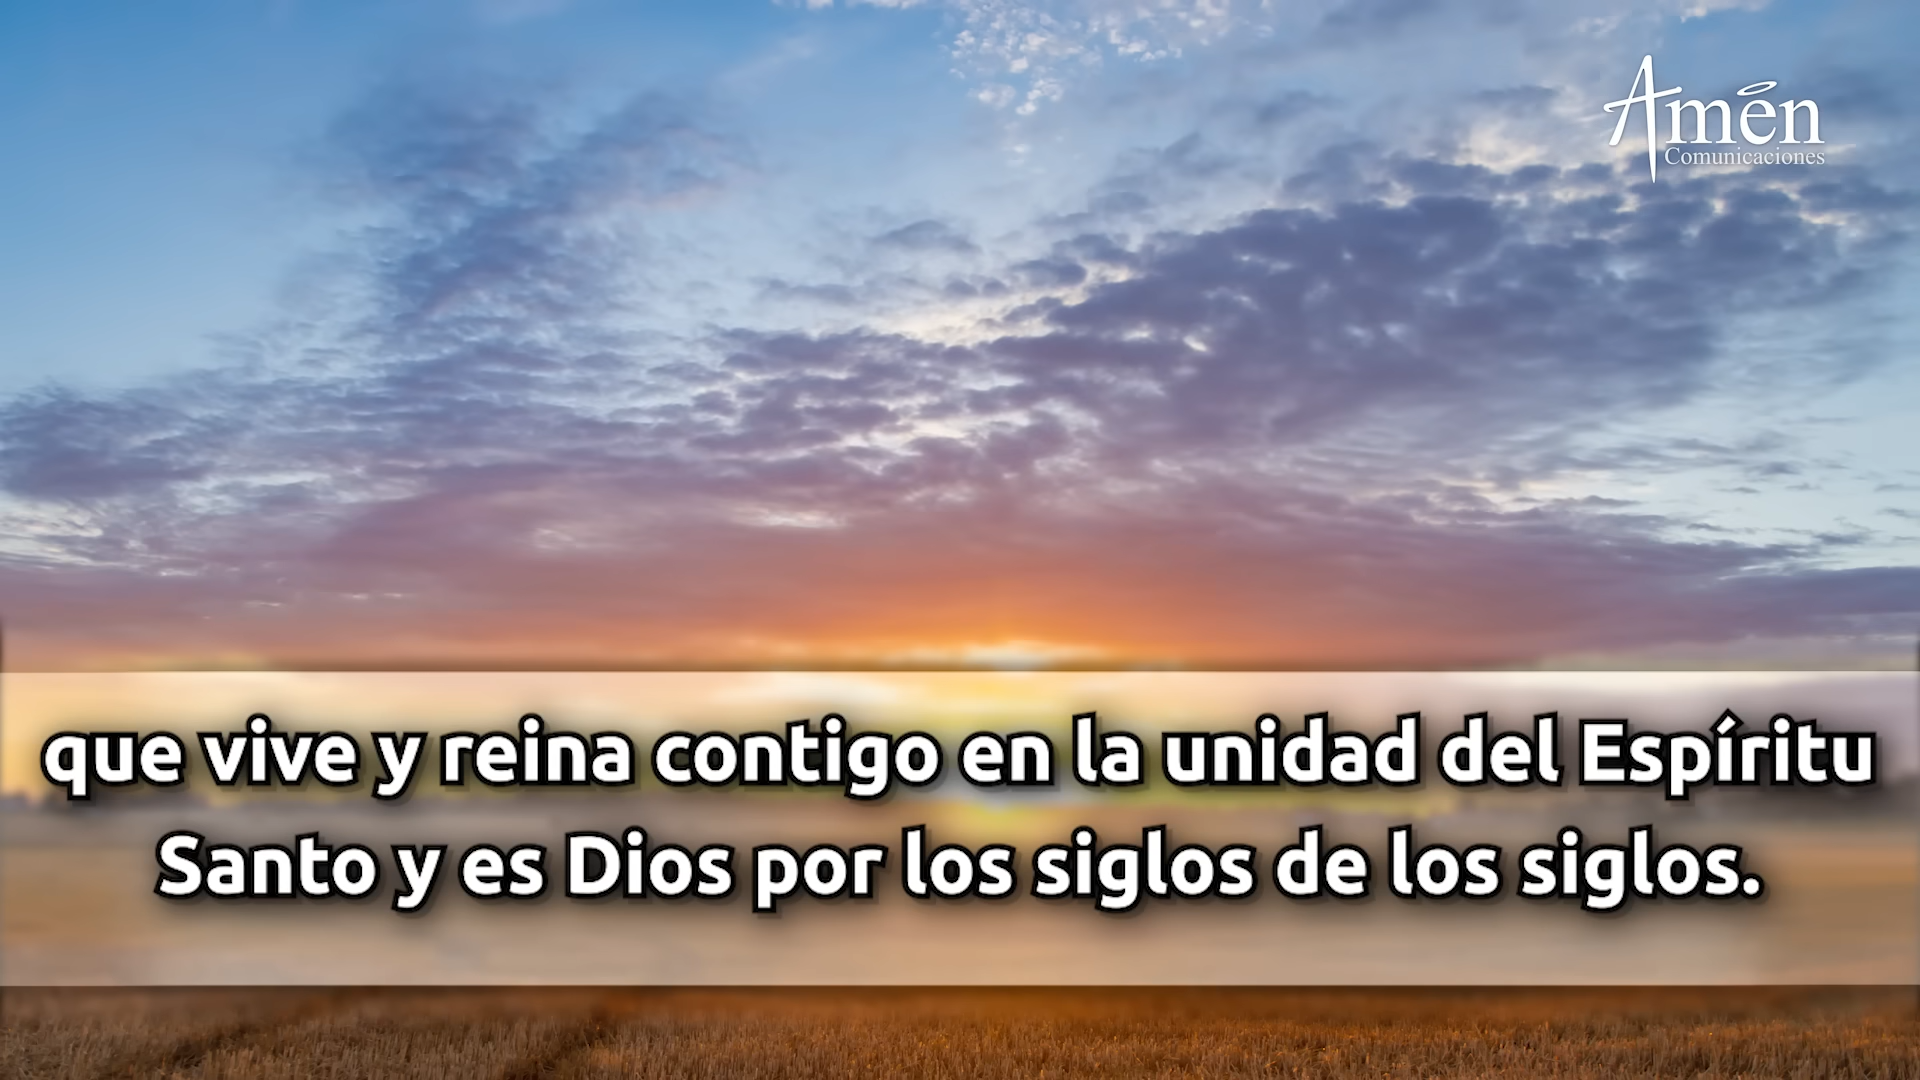 Amén
Comunicaciones
que vive y reina contigo en la unidad del Espíritu
Santo y es Dios por los siglos de los siglos.